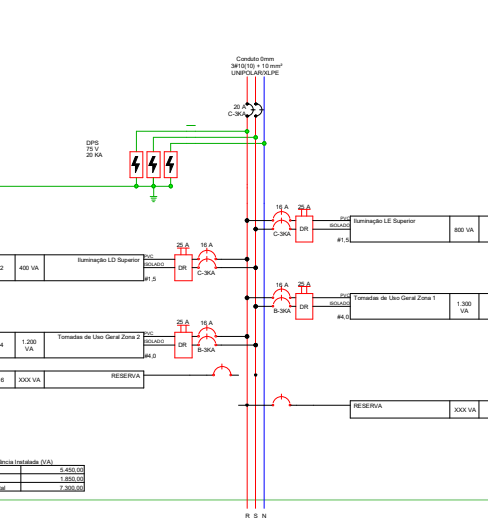 Conduto 0mm
3#10(10) + 10 mm²
UNIPOLAR/XLPE
20 A
C-3KA
DPS
75 V
20 KA
16 A
25 A
C-3KA
DR
PVC
ISOLADO
#1,5
Iluminação LE Superior
800 VA
2
400 VA
Iluminação LD Superior
PVC
ISOLADO
#1,5
25 A
DR
16 A
C-3KA
16 A
25 A
B-3KA
DR
PVC
ISOLADO
#4,0
Tomadas de Uso Geral Zona 1
1.300
VA
4
1.200
VA
Tomadas de Uso Geral Zona 2
PVC
ISOLADO
#4,0
25 A
DR
16 A
B-3KA
6
XXX VA
RESERVA
RESERVA
XXX VA
ência Instalada (VA)
5.450,00
1.850,00
tal
7.300,00
R S N